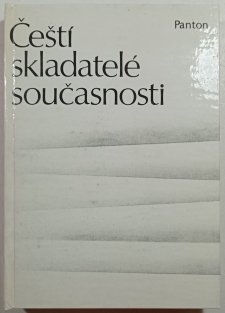 Čeští
skladatelé
současnosti
Panton